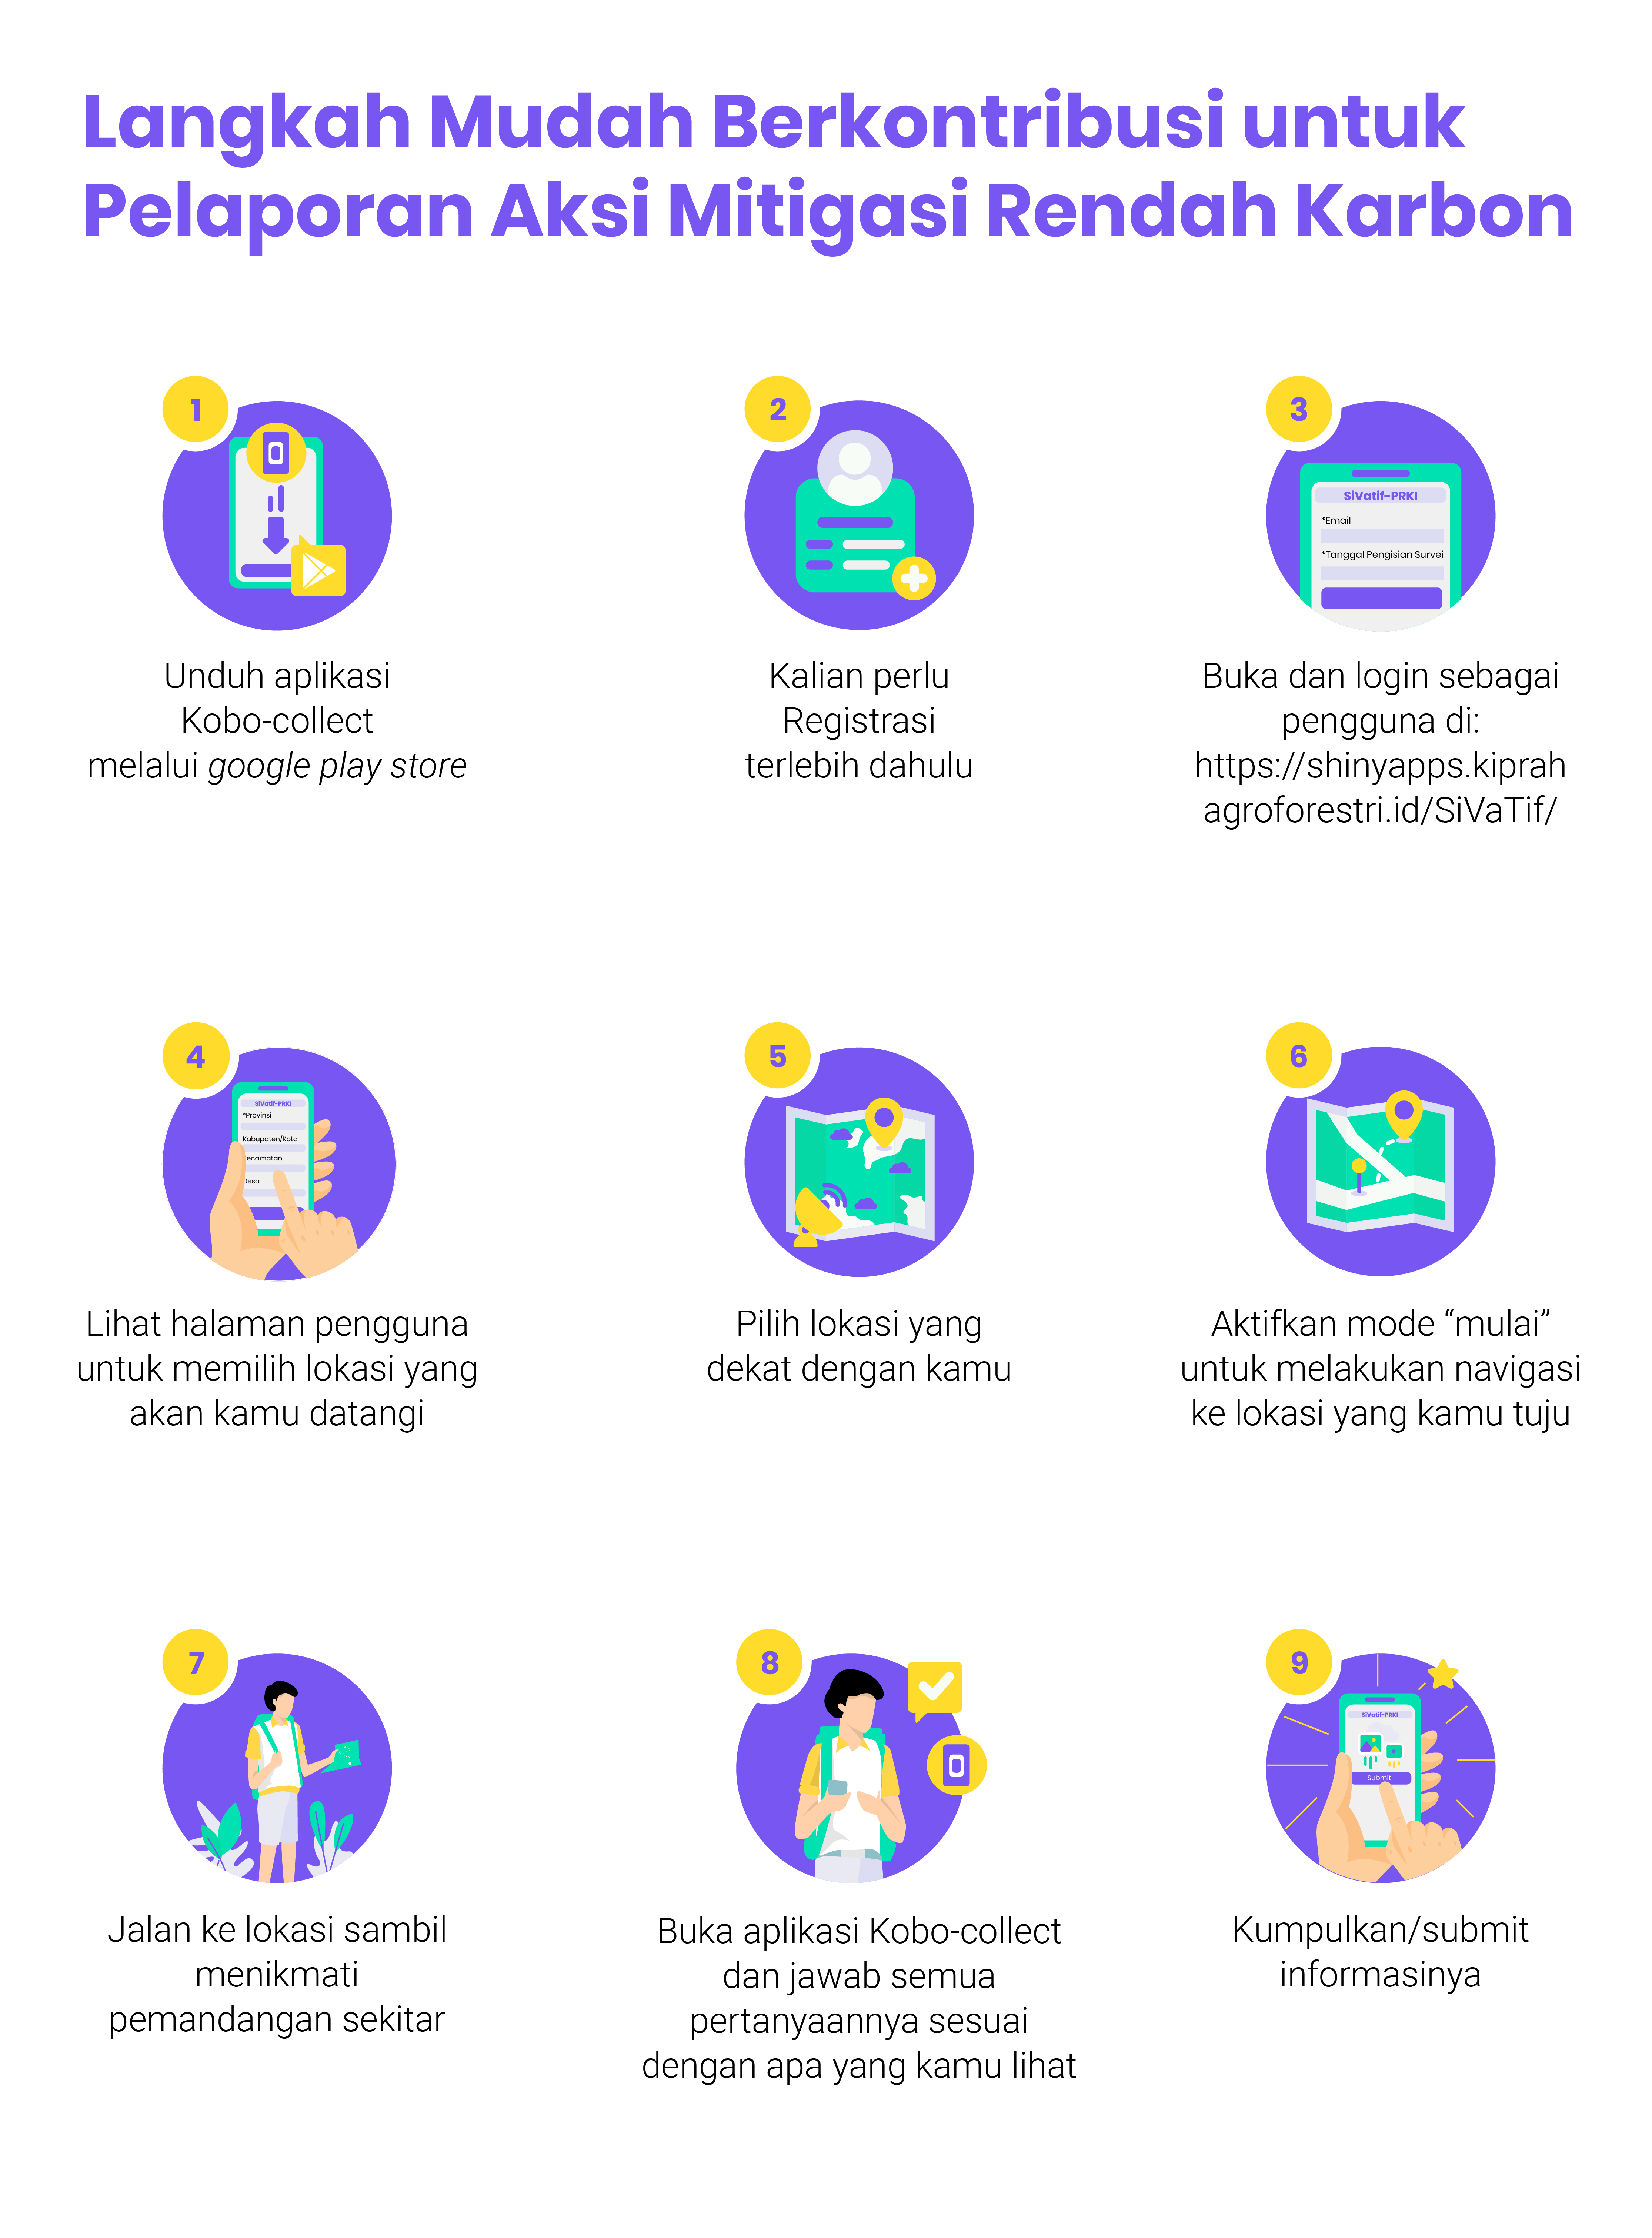 Langkah Mudah Berkontribusi untuk
Pelaporan Aksi Mitigasi Rendah Karbon
1
Unduh aplikasi
Kobo-collect
melalui google play store
2
Kalian perlu
Registrasi
terlebih dahulu
3
SiVatif-PRKI
*Email
*Tanggal Pengisian Survei
Buka dan login sebagai
pengguna di:
https://shinyapps.kiprah
agroforestri.id/SiVaTif/
4
SiVatif-PRKI
*Provinsi
Kabupaten/Kota
Kecamatan
Desa
Lihat halaman pengguna
untuk memilih lokasi yang
akan kamu datangi
5
Pilih lokasi yang
dekat dengan kamu
6
Aktifkan mode “mulai”
untuk melakukan navigasi
ke lokasi yang kamu tuju
7
Jalan ke lokasi sambil
menikmati
pemandangan sekitar
8
Buka aplikasi Kobo-collect
dan jawab semua
pertanyaannya sesuai
dengan apa yang kamu lihat
9
SiVatif-PRKI
Submit
Kumpulkan/submit
informasinya